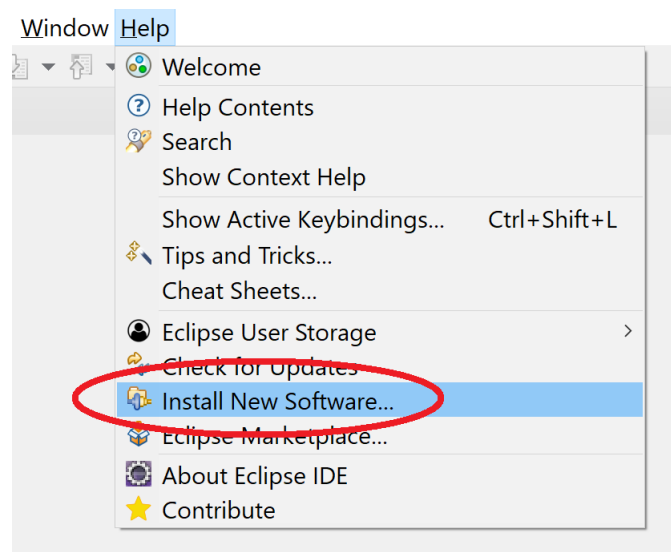 Window Help
Welcome
Help Contents
Search
Show Context Help
Show Active Keybindings... Ctrl+Shift+L
Tips and Tricks...
Cheat Sheets...
Eclipse User Storage
Check for Updates
Install New Software...
Eclipse Marketplace...
About Eclipse IDE
Contribute